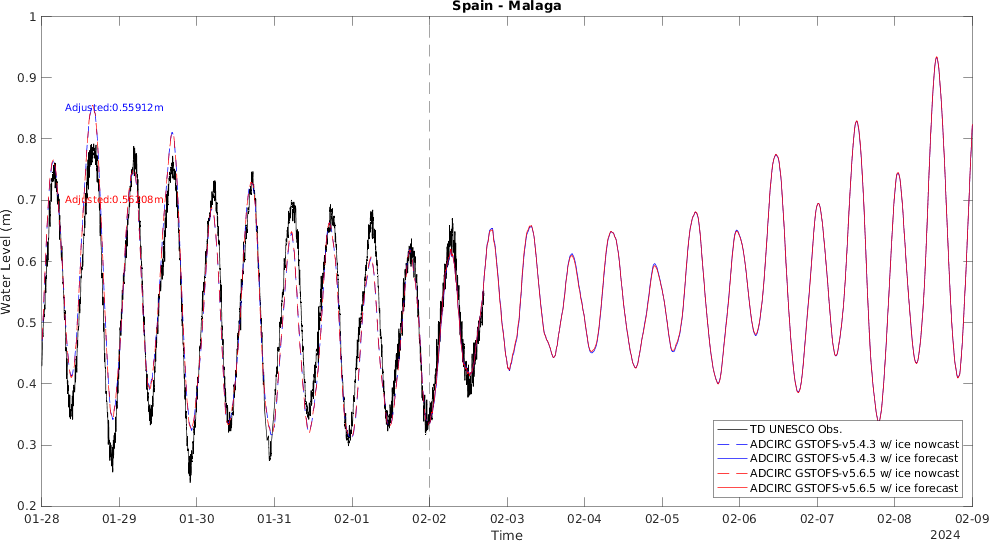 Spain - Malaga
1
0.9
0.8
0.7
0.6
0.5
0.4
0.3
0.2
Water Level (m)
Adjusted:0.55912m
Adjusted:0.56208m
TD UNESCO Obs.
ADCIRC GSTOFS-v5.4.3 w/ ice nowcast
ADCIRC GSTOFS-v5.4.3 w/ ice forecast
ADCIRC GSTOFS-v5.6.5 w/ ice nowcast
ADCIRC GSTOFS-v5.6.5 w/ ice forecast
01-28 01-29 01-30 01-31 02-01 02-02 02-03 02-04 02-05 02-06 02-07 02-08 02-09
Time
2024